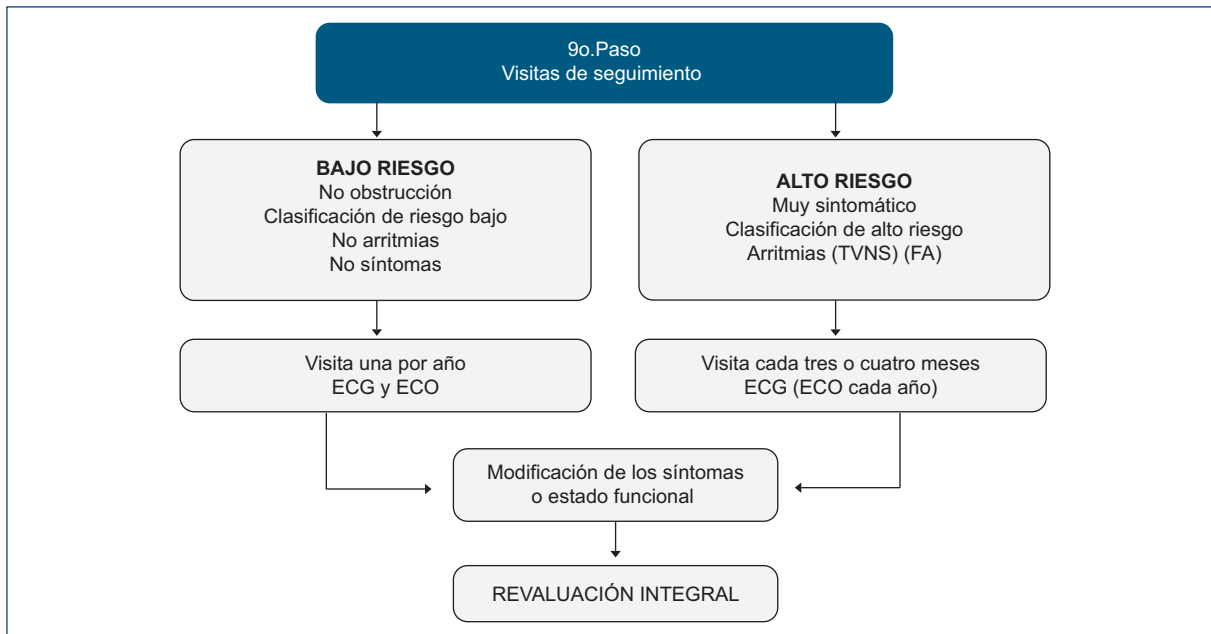 9o.Paso
Visitas de seguimiento
BAJO RIESGO
No obstrucción
Clasificación de riesgo bajo
No arritmias
No síntomas
ALTO RIESGO
Muy sintomático
Clasificación de alto riesgo
Arritmias (TVNS) (FA)
Visita una por año
ECG y ECO
Visita cada tres o cuatro meses
ECG (ECO cada año)
Modificación de los síntomas
o estado funcional
REVALUACIÓN INTEGRAL